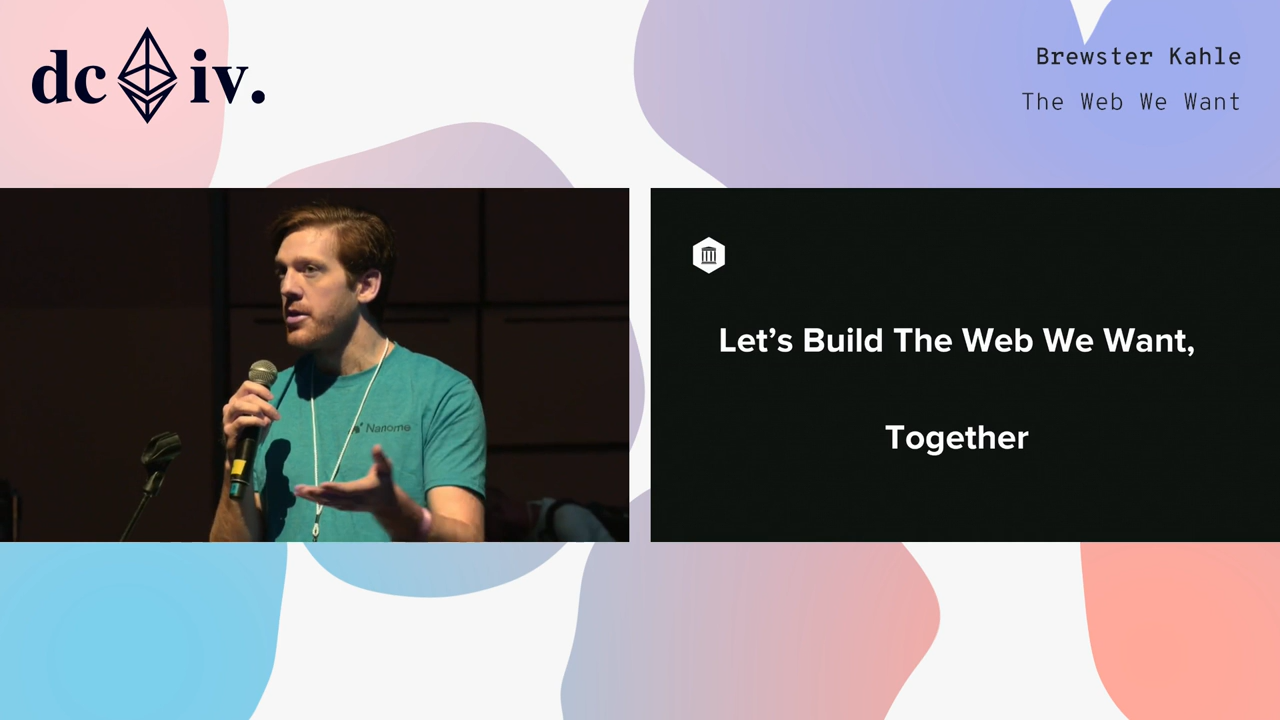 dc iv.
Brewster Kahle
The Web We Want
Nanome
Let's Build The Web We Want,
Together